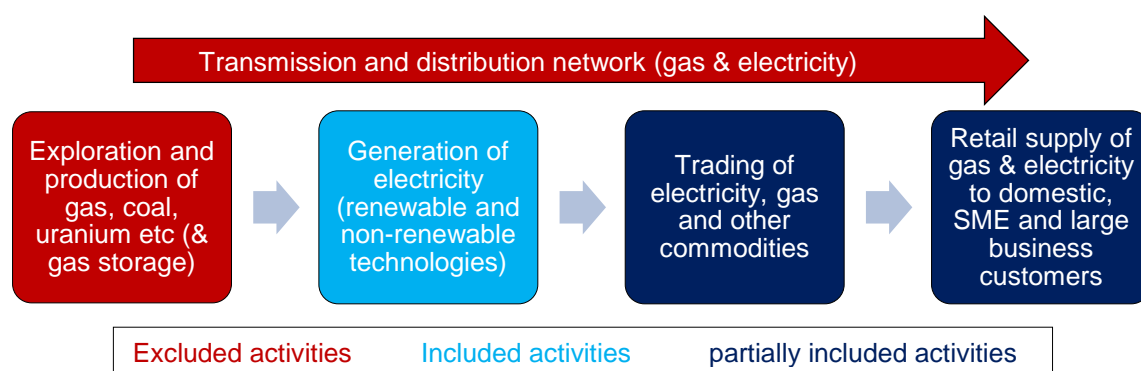 Transmission and distribution network (gas & electricity)
Exploration and
production of
gas, coal,
uranium etc (&
gas storage)
Generation of
electricity
(renewable and
non-renewable
technologies)
Trading of
electricity, gas
and other
commodities
Retail supply of
gas & electricity
to domestic,
SME and large
business
customers
Excluded activities Included activities partially included activities